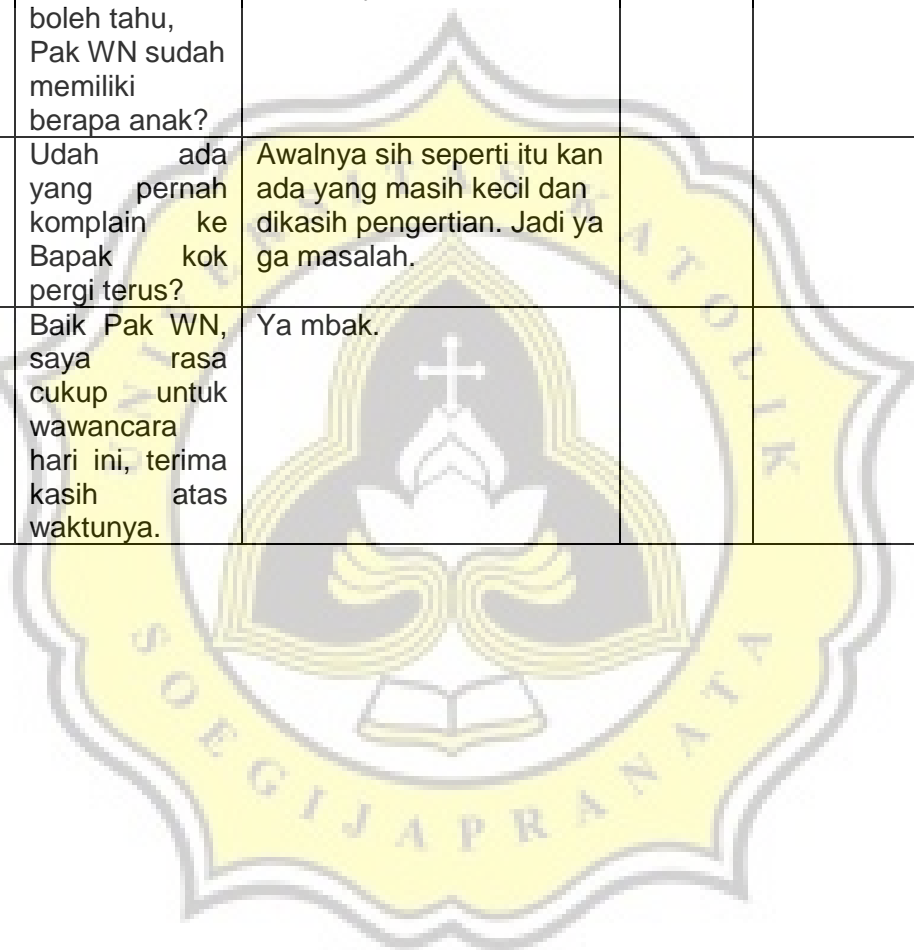 boleh tahu,
Pak WN sudah
memiliki
berapa anak?
Udah ada
yang pernah
komplain ke
Bapak kok
pergi terus?
Awalnya sih seperti itu kan
ada yang masih kecil dan
dikasih pengertian. Jadi ya
ga masalah.
Baik Pak WN,
saya rasa
cukup untuk
wawancara
hari ini, terima
kasih atas
waktunya.
Ya mbak.
UNIVERSITAS KATOLIK
SOEGIJAPRANATA